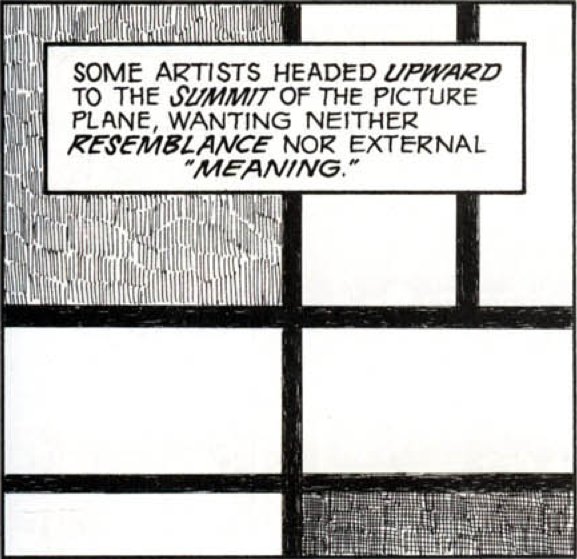 SOME ARTISTS HEADED UPWARD
TO THE SUMMIT OF THE PICTURE
PLANE, WANTING NEITHER
RESEMBLANCE NOR EXTERNAL
"MEANING."